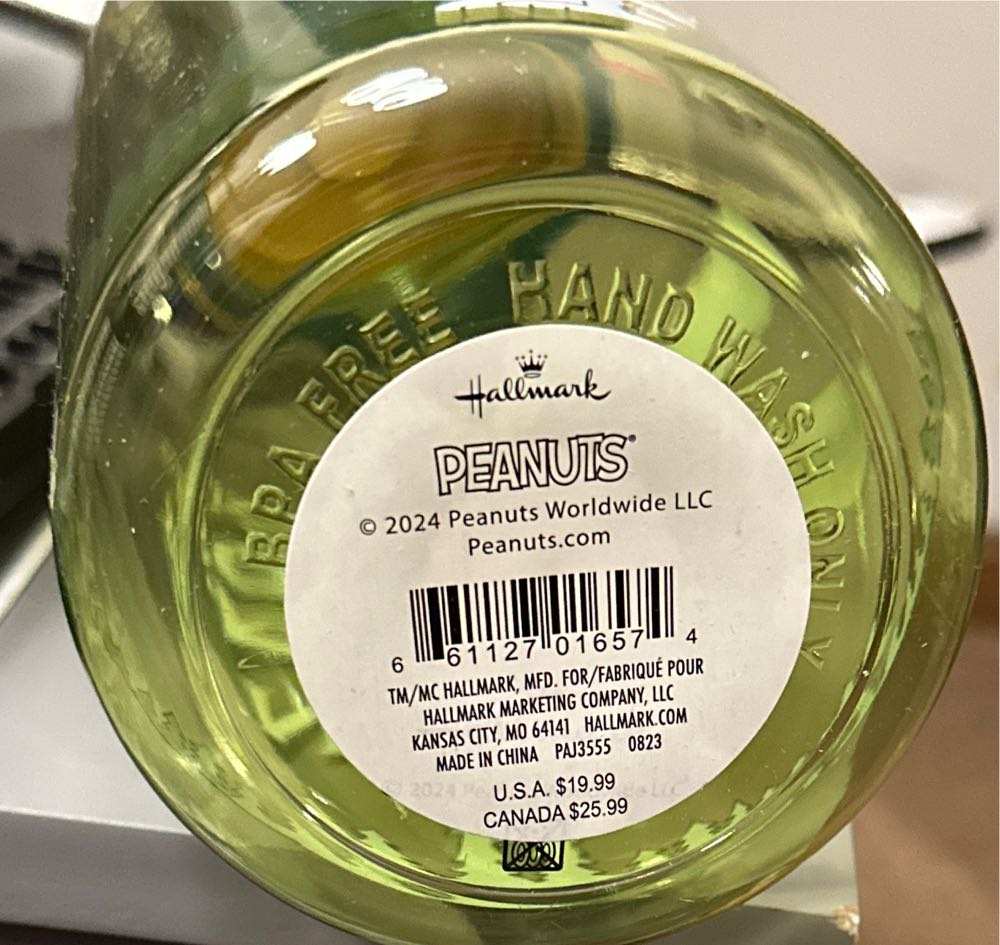 BPA FREE HAND WASH ONLY
Hallmark
PEANUTS®
© 2024 Peanuts Worldwide LLC
Peanuts.com
6 61127 01657 4
TM/MC HALLMARK, MFD. FOR/FABRIQUÉ POUR
HALLMARK MARKETING COMPANY, LLC
KANSAS CITY, MO 64141 HALLMARK.COM
MADE IN CHINA PAJ3555 0823
U.S.A. $19.99
CANADA $25.99